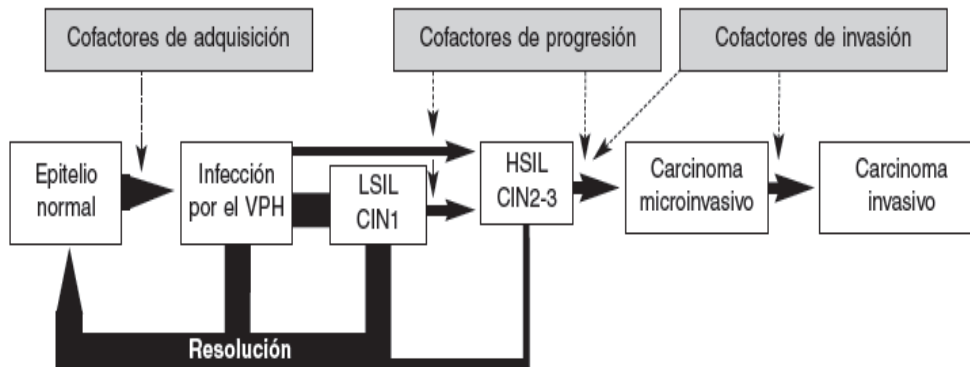 Cofactores de adquisición
Cofactores de progresión
Cofactores de invasión
Epitelio
normal
Infección
por el VPH
LSIL
CIN1
HSIL
CIN2-3
Carcinoma
microinvasivo
Carcinoma
invasivo
Resolución